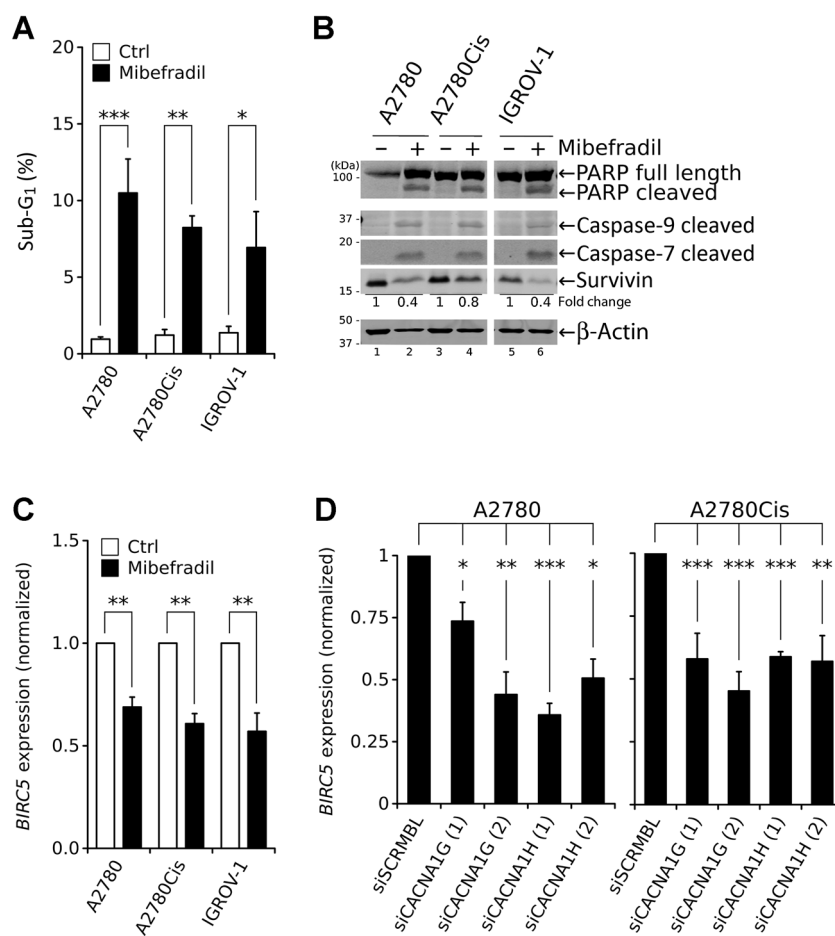 A
Ctrl
Mibefradil
20
15
10
5
0
Sub-G1 (%)
***
**
*
A2780
A2780Cis
IGROV-1
B
A2780
A2780Cis
IGROV-1
– + – + – + Mibefradil
(kDa)
100 -
←PARP full length
←PARP cleaved
37 -
←Caspase-9 cleaved
20 -
←Caspase-7 cleaved
←Survivin
15 -
1 0.4 1 0.8 1 0.4 Fold change
50 -
←β-Actin
37 -
1 2 3 4 5 6
C
Ctrl
Mibefradil
1.5
1.0
0.5
0.0
BIRC5 expression (normalized)
**
**
**
A2780
A2780Cis
IGROV-1
D
A2780
1
0.75
0.5
0.25
0
BIRC5 expression (normalized)
* ** *** *
siSCRMBL
siCACNA1G (1)
siCACNA1G (2)
siCACNA1H (1)
siCACNA1H (2)
A2780Cis
*** *** *** **
siSCRMBL
siCACNA1G (1)
siCACNA1G (2)
siCACNA1H (1)
siCACNA1H (2)